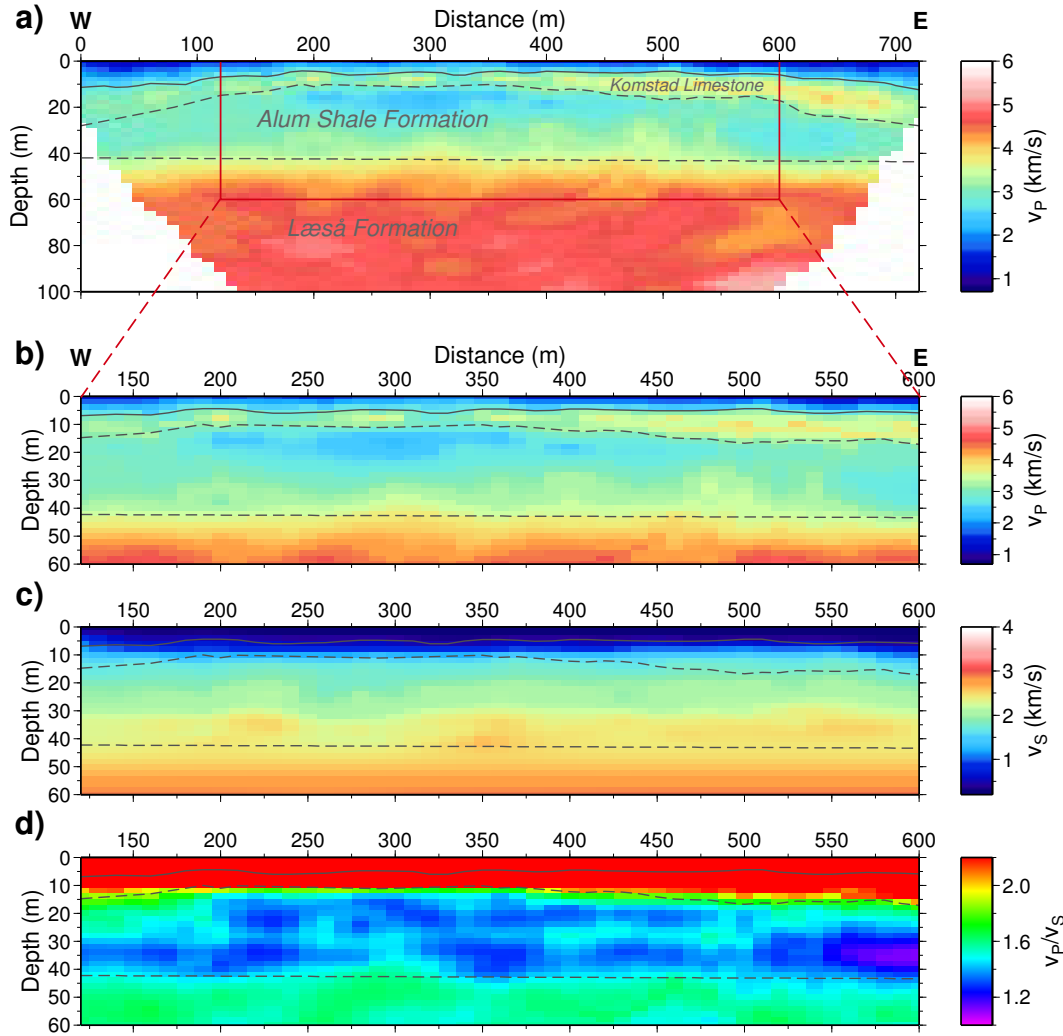 a) W Distance (m) E
0 100 200 300 400 500 600 700
0
20
40
60
80
100
Depth (m)
Komstad Limestone
Alum Shale Formation
Læså Formation
6
5
4
3
2
1
vP (km/s)
b) W Distance (m) E
150 200 250 300 350 400 450 500 550 600
0
10
20
30
40
50
60
Depth (m)
6
5
4
3
2
1
vP (km/s)
c)
150 200 250 300 350 400 450 500 550 600
0
10
20
30
40
50
60
Depth (m)
4
3
2
1
vS (km/s)
d)
150 200 250 300 350 400 450 500 550 600
0
10
20
30
40
50
60
Depth (m)
2.0
1.6
1.2
vP/vS